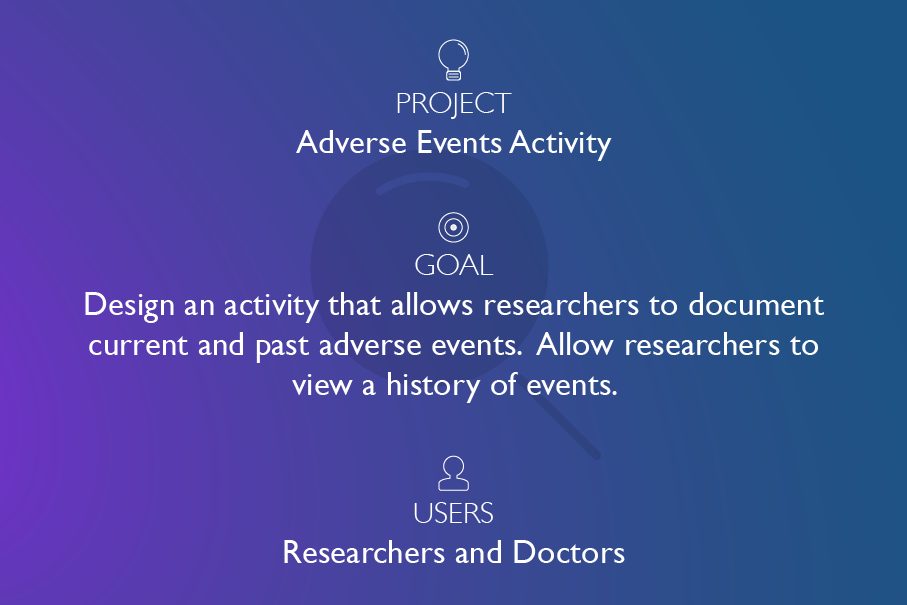 PROJECT
Adverse Events Activity
GOAL
Design an activity that allows researchers to document
current and past adverse events.  Allow researchers to
view a history of events.
USERS
Researchers and Doctors